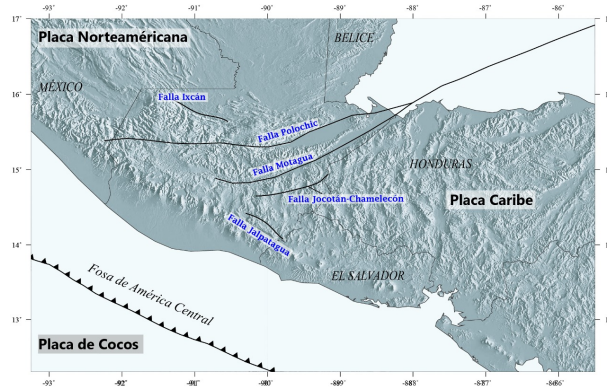 -93° -92° -91° -90° -89° -88° -87° -86°
17°
Placa Norteaméricana
BELICE
MÉXICO
Falla Ixcán
16°
Falla Polochic
Falla Motagua
HONDURAS
15°
Falla Jocotán-Chamelecón
Placa Caribe
Falla Jalpatagua
14°
Fosa de América Central
EL SALVADOR
13°
Placa de Cocos
-93° -92° -91° -90° -89° -88° -87° -86°